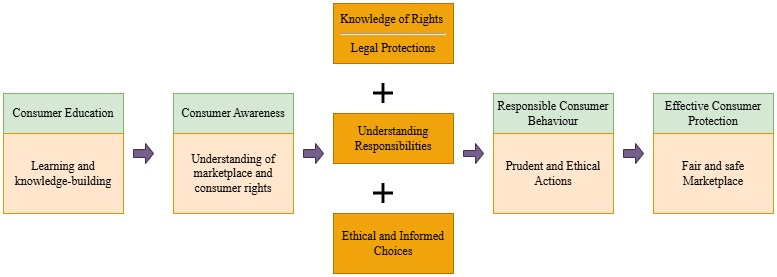 Consumer Education
Learning and
knowledge-building
Consumer Awareness
Understanding of
marketplace and
consumer rights
Knowledge of Rights
Legal Protections
+
Understanding
Responsibilities
+
Ethical and Informed
Choices
Responsible Consumer
Behaviour
Prudent and Ethical
Actions
Effective Consumer
Protection
Fair and safe
Marketplace